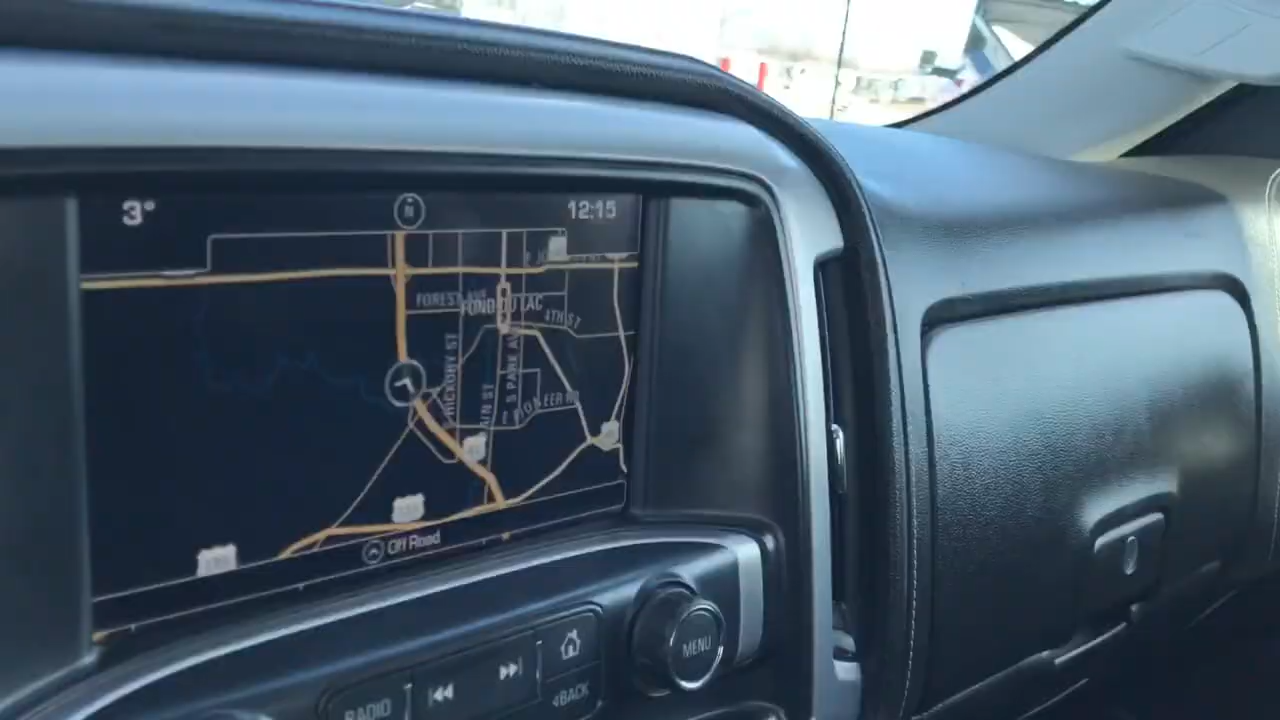 3°
N
12:15
FOREST AVE
FOND DU LAC
4TH ST
HICKORY ST
S PARK AV
PIONEER RD
Off Road
MENU
RADIO
BACK